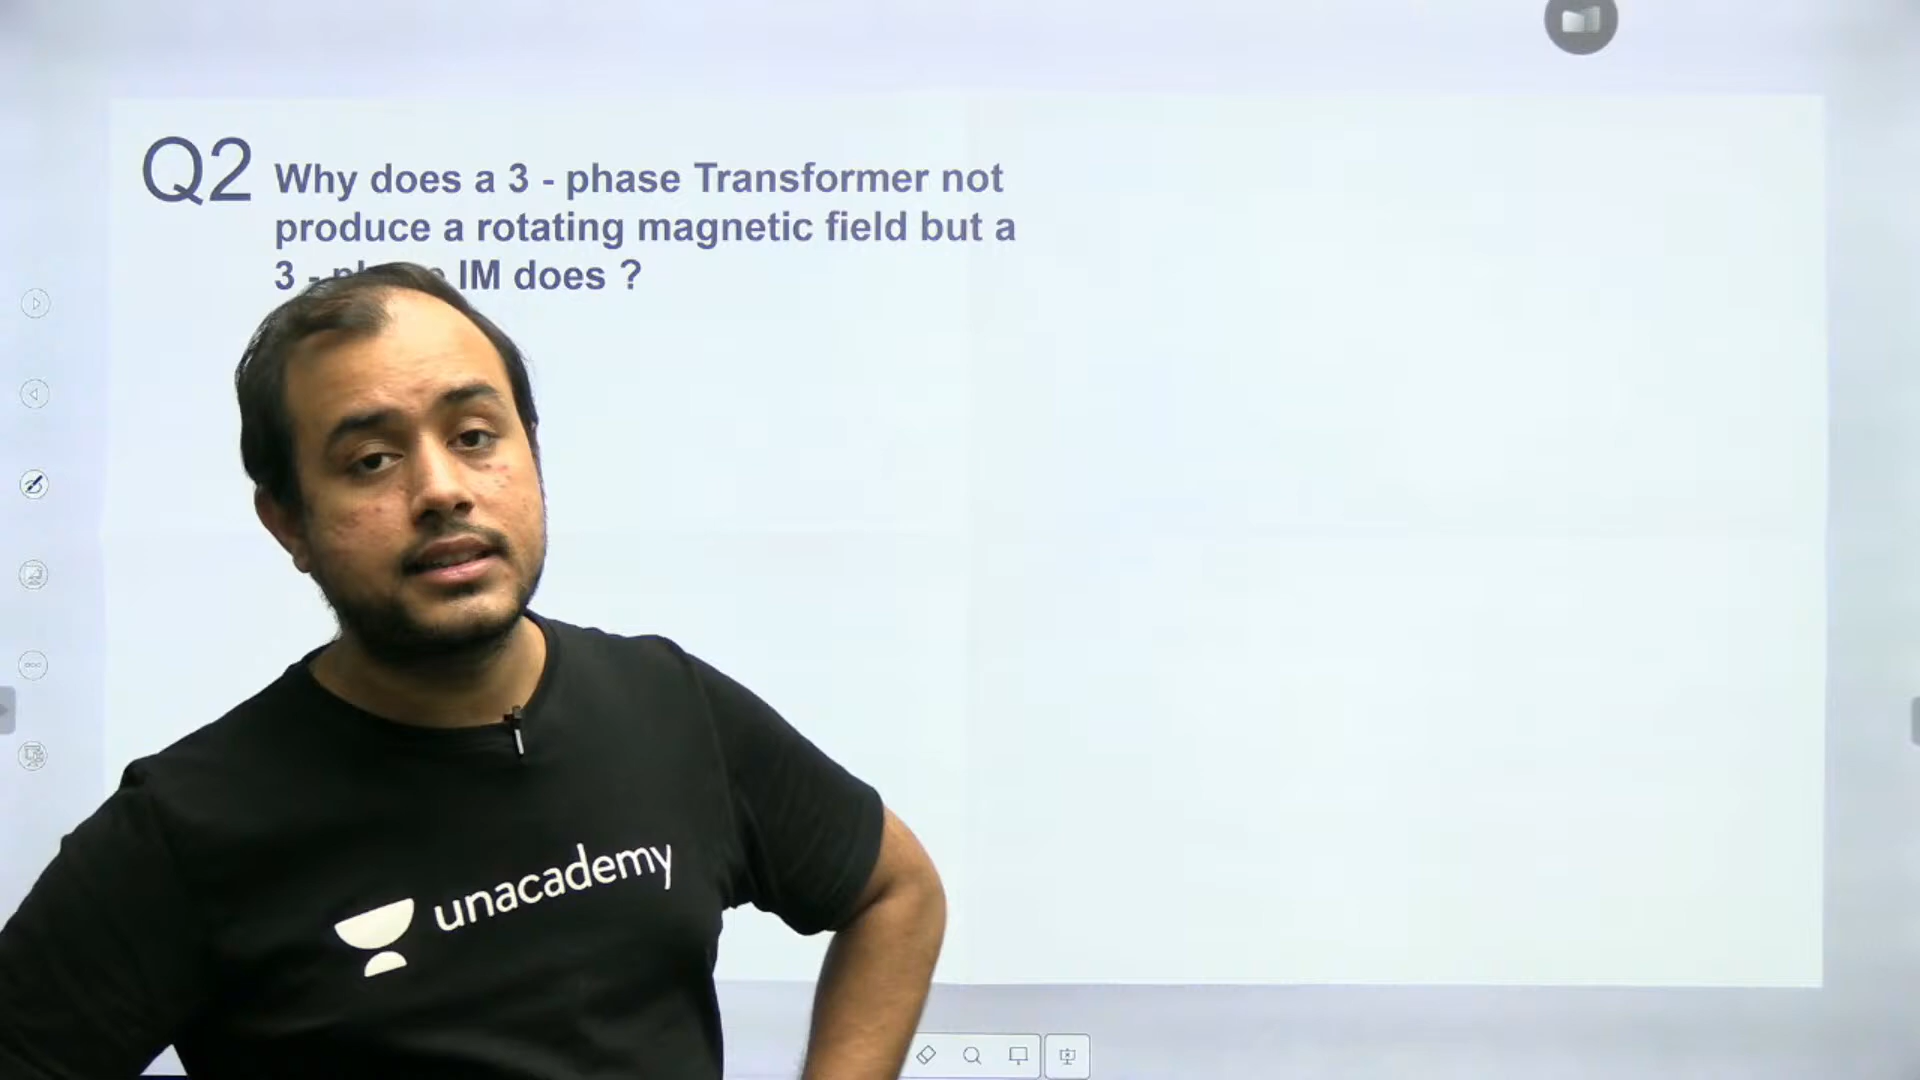 Q2 Why does a 3 - phase Transformer not
produce a rotating magnetic field but a
3 - IM does ?
unacademy